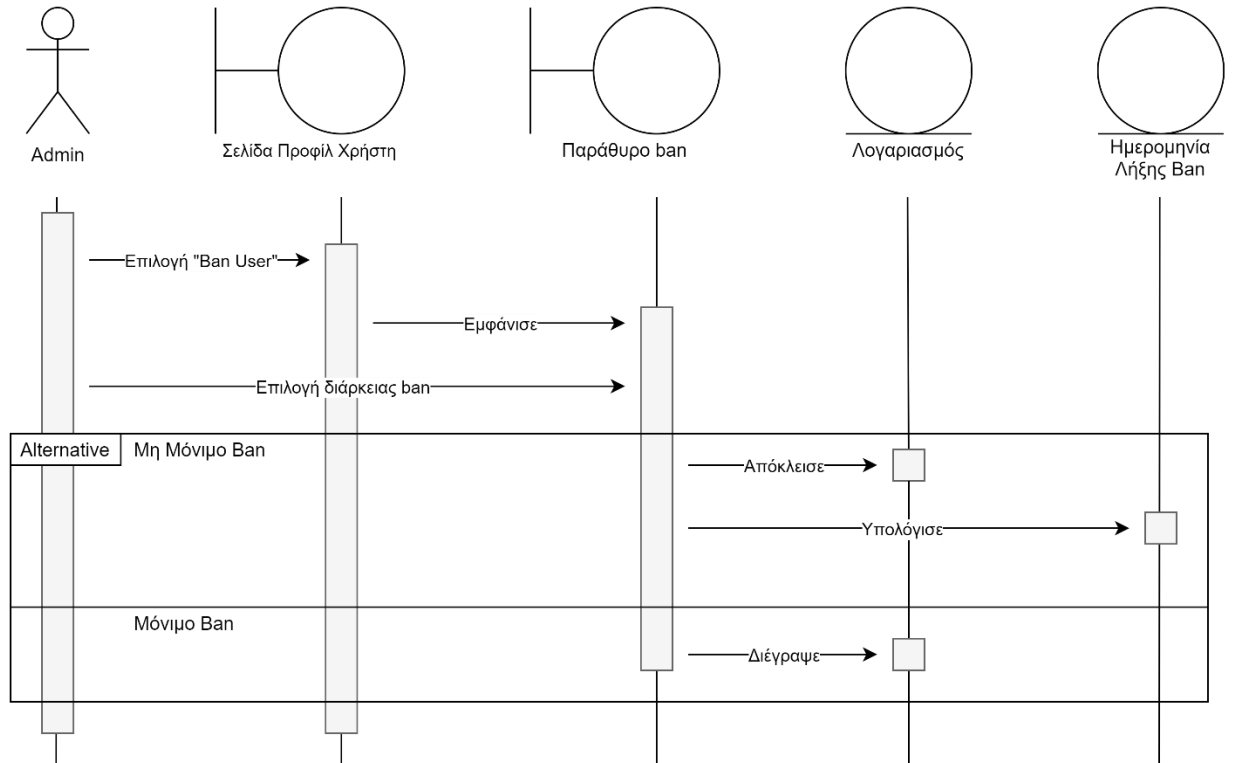 Admin
Σελίδα Προφίλ Χρήστη
Παράθυρο ban
Λογαριασμός
Ημερομηνία
Λήξης Ban
Επιλογή "Ban User"
Εμφάνισε
Επιλογή διάρκειας ban
Alternative
Μη Μόνιμο Ban
Απόκλεισε
Υπολόγισε
Μόνιμο Ban
Διέγραψε